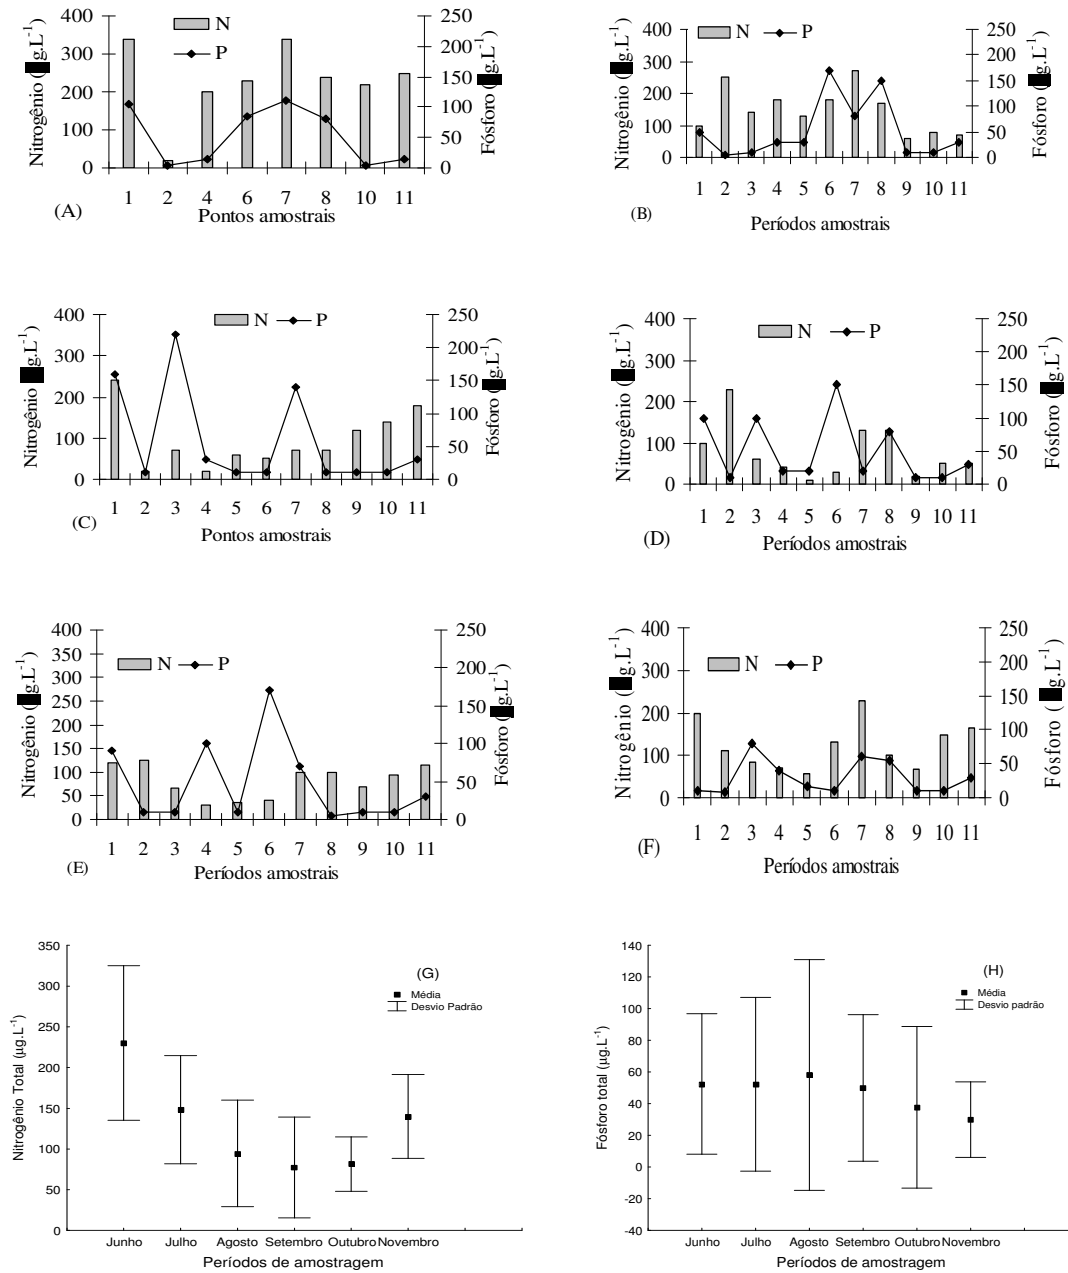 N
P
Nitrogênio ( g.L-1)
400
300
200
100
0
250
200
150
100
50
0
Fósforo ( g.L-1)
1 2 4 6 7 8 10 11
(A)
Pontos amostrais
N P
Nitrogênio ( g.L-1)
400
300
200
100
0
250
200
150
100
50
0
Fósforo ( g.L-1)
1 2 3 4 5 6 7 8 9 10 11
(B)
Períodos amostrais
N P
Nitrogênio ( g.L-1)
400
300
200
100
0
250
200
150
100
50
0
Fósforo ( g.L-1)
1 2 3 4 5 6 7 8 9 10 11
(C)
Pontos amostrais
N P
Nitrogênio ( g.L-1)
400
300
200
100
0
250
200
150
100
50
0
Fósforo ( g.L-1)
1 2 3 4 5 6 7 8 9 10 11
(D)
Períodos amostrais
N P
Nitrogênio ( g.L-1)
400
350
300
250
200
150
100
50
0
250
200
150
100
50
0
Fósforo ( g.L-1)
1 2 3 4 5 6 7 8 9 10 11
(E)
Períodos amostrais
N P
Nitrogênio ( g.L-1)
400
300
200
100
0
250
200
150
100
50
0
Fósforo ( g.L-1)
1 2 3 4 5 6 7 8 9 10 11
(F)
Períodos amostrais
(G)
Média
Desvio Padrão
Nitrogênio Total (µg.L-1)
350
300
250
200
150
100
50
0
Junho Julho Agosto Setembro Outubro Novembro
Períodos de amostragem
(H)
Média
Desvio padrão
Fósforo total (µg.L-1)
140
120
100
80
60
40
20
0
-20
-40
Junho Julho Agosto Setembro Outubro Novembro
Períodos de amostragem